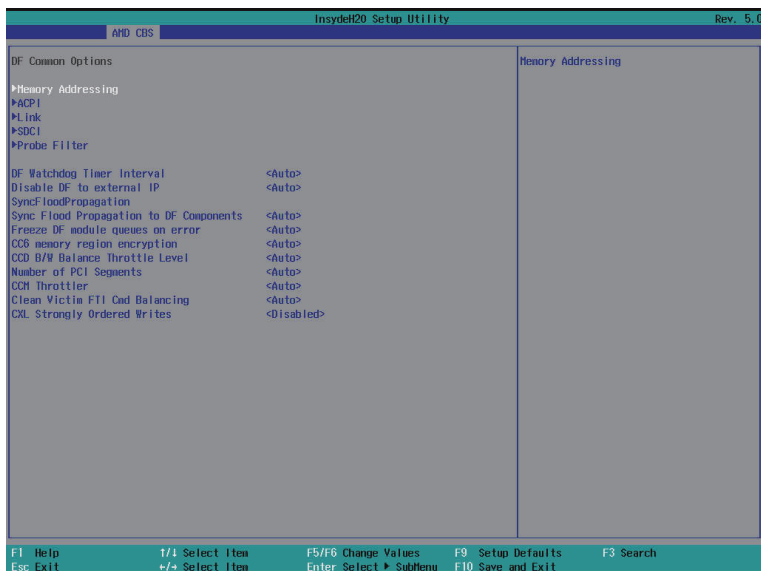 InsydeH20 Setup Utility Rev. 5.0
AMD CBS
DF Common Options
Memory Addressing
▶Memory Addressing
▶ACPI
▶Link
▶SDCI
▶Probe Filter
DF Watchdog Timer Interval <Auto>
Disable DF to external IP <Auto>
SyncFloodPropagation
Sync Flood Propagation to DF Components <Auto>
Freeze DF module queues on error <Auto>
CC6 memory region encryption <Auto>
CCD B/W Balance Throttle Level <Auto>
Number of PCI Segments <Auto>
CCM Throttler <Auto>
Clean Victim FTI Cmd Balancing <Auto>
CXL Strongly Ordered Writes <Disabled>
F1 Help ↑/↓ Select Item F5/F6 Change Values F9 Setup Defaults F3 Search
Esc Exit ←/→ Select Item Enter Select ▶ SubMenu F10 Save and Exit